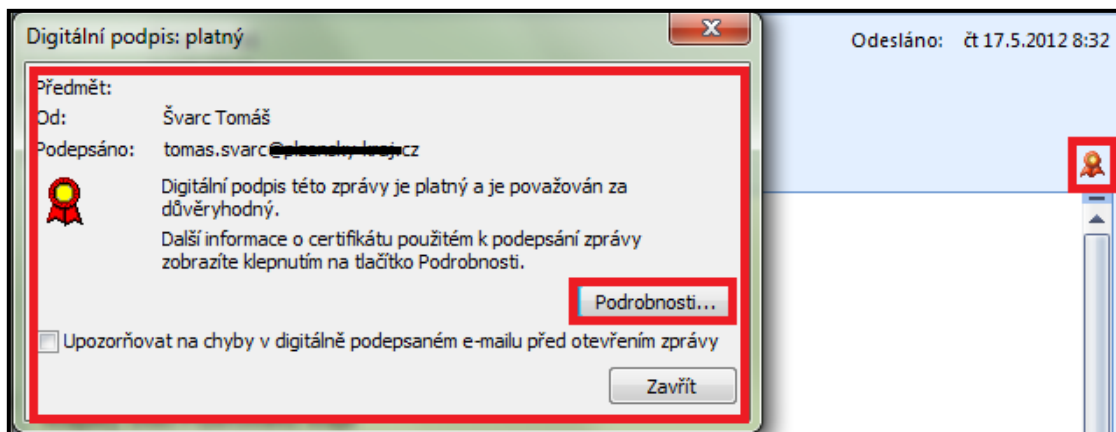 Digitální podpis: platný
Odesláno: čt 17.5.2012 8:32
Předmět:
Od: Švarc Tomáš
Podepsáno: tomas.svarc@plzensky-kraj.cz
Digitální podpis této zprávy je platný a je považován za
důvěryhodný.
Další informace o certifikátu použitém k podepsání zprávy
zobrazíte klepnutím na tlačítko Podrobnosti.
Podrobnosti...
Upozorňovat na chyby v digitálně podepsaném e-mailu před otevřením zprávy
Zavřít